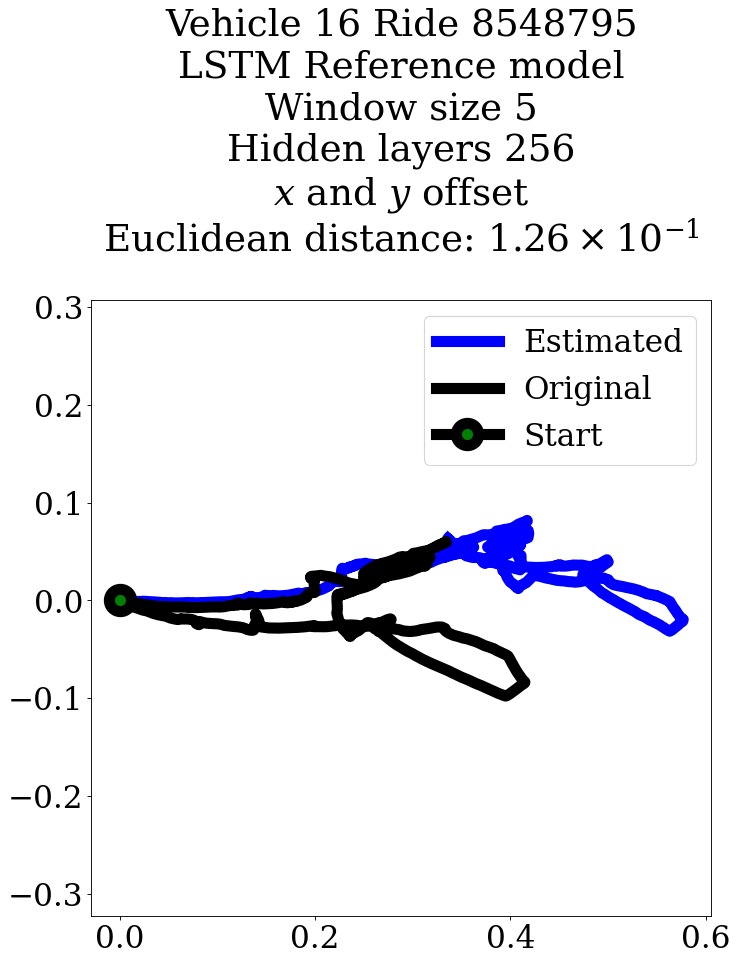 Vehicle 16 Ride 8548795
LSTM Reference model
Window size 5
Hidden layers 256
x and y offset
Euclidean distance: 1.26 × 10⁻¹
Estimated
Original
Start
0.3
0.2
0.1
0.0
−0.1
−0.2
−0.3
0.0 0.2 0.4 0.6